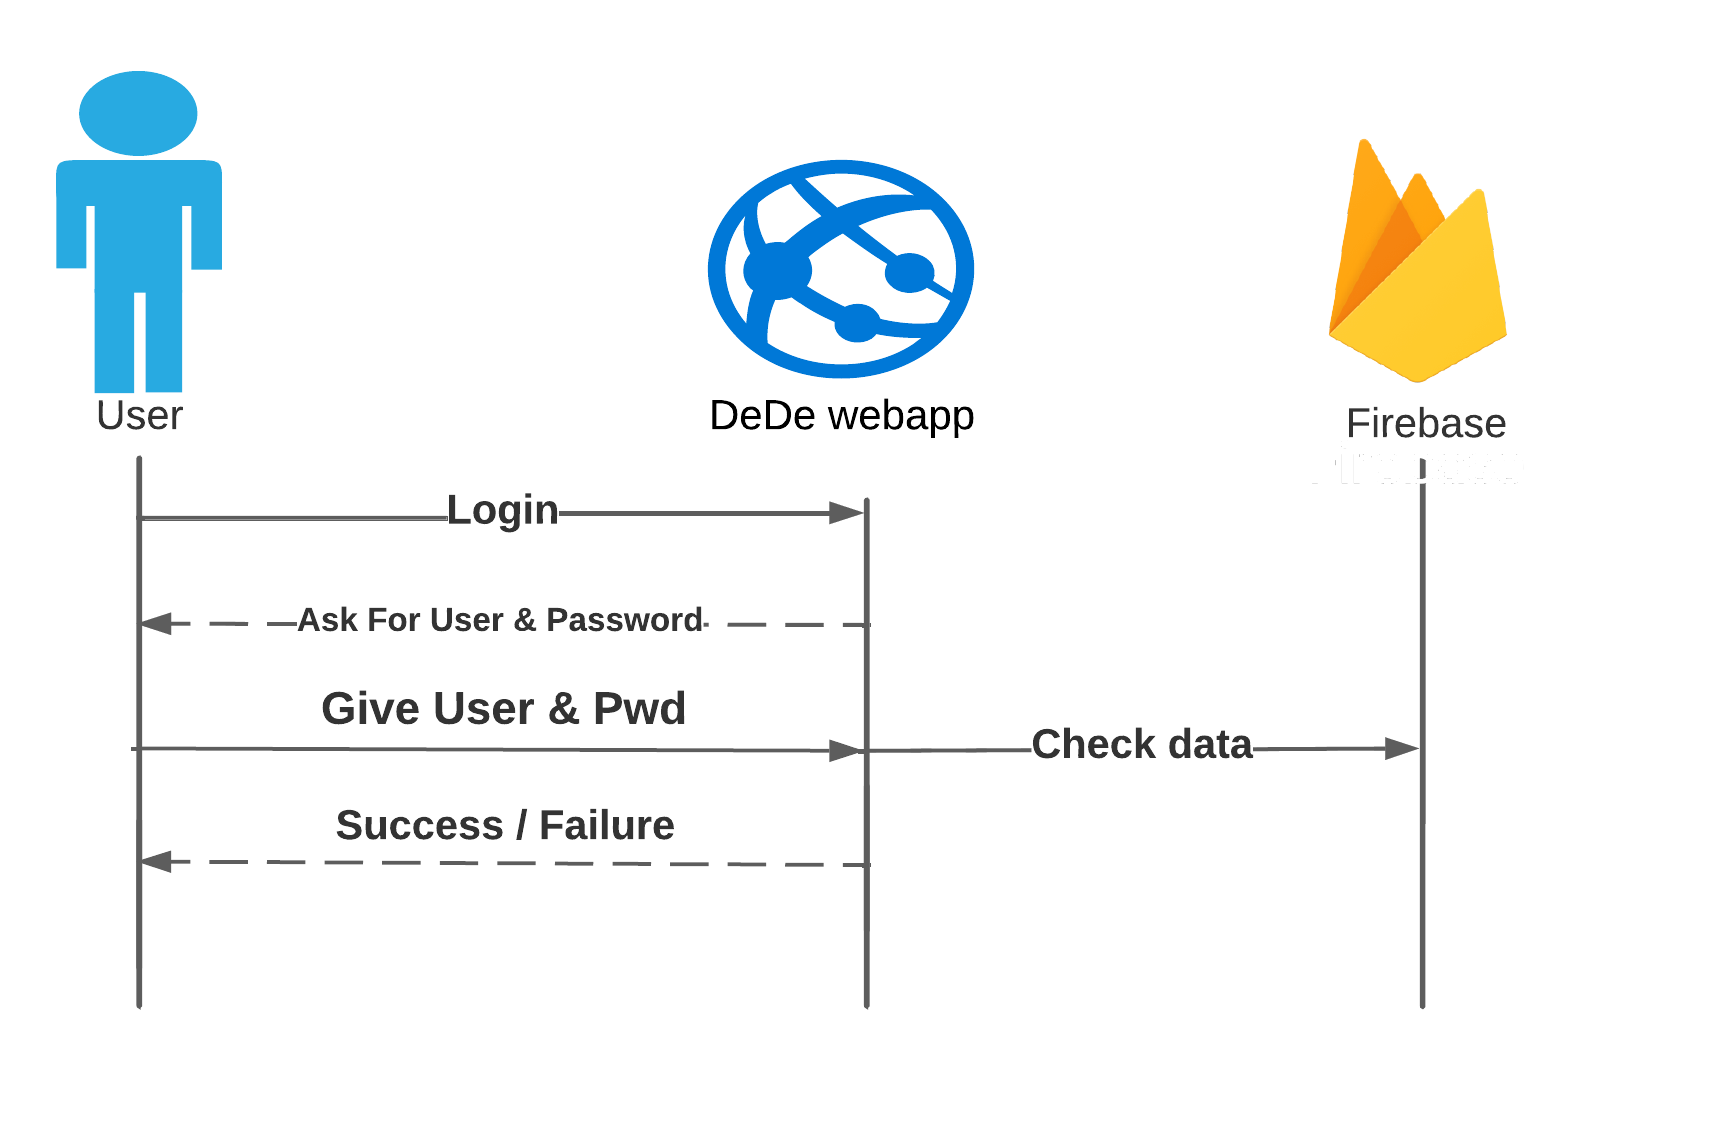 User
DeDe webapp
Firebase
Login
Ask For User & Password
Give User & Pwd
Check data
Success / Failure